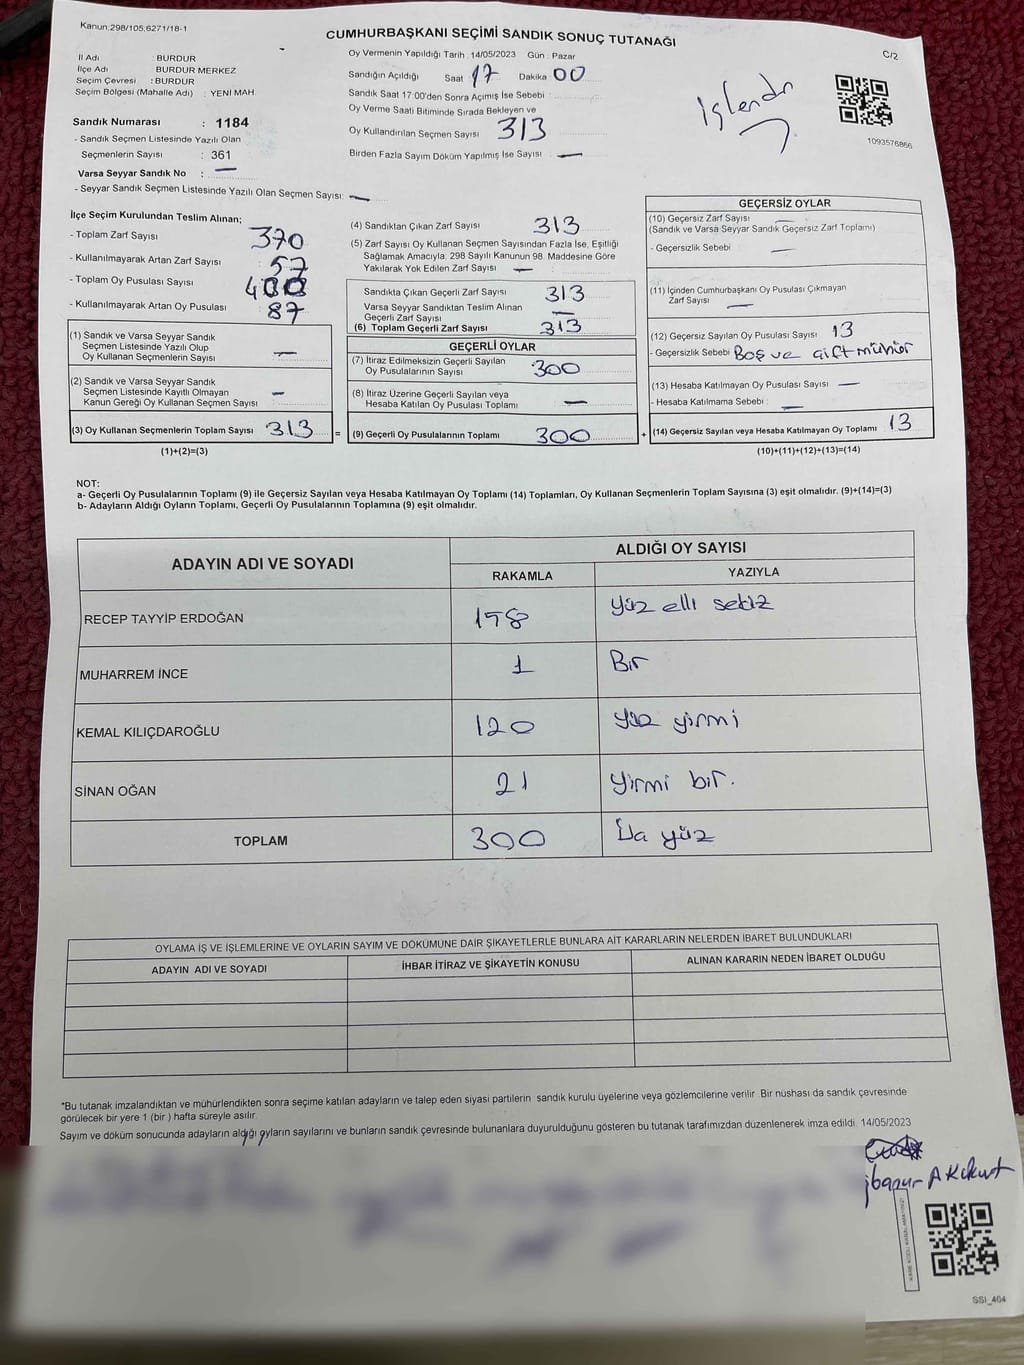 Kanun.298/105,6271/18-1
CUMHURBAŞKANI SEÇİMİ SANDIK SONUÇ TUTANAĞI
C/2
İl Adı : BURDUR
İlçe Adı BURDUR MERKEZ
Seçim Çevresi : BURDUR
Seçim Bölgesi (Mahalle Adı) : YENİ MAH.
Sandık Numarası : 1184
- Sandık Seçmen Listesinde Yazılı Olan
Seçmenlerin Sayısı : 361
Varsa Seyyar Sandık No : —
- Seyyar Sandık Seçmen Listesinde Yazılı Olan Seçmen Sayısı: —
Oy Vermenin Yapıldığı Tarih 14/05/2023 Gün : Pazar
Sandığın Açıldığı Saat 17 Dakika 00
Sandık Saat 17:00'den Sonra Açımış İse Sebebi :
Oy Verme Saati Bitiminde Sırada Bekleyen ve
Oy Kullandırılan Seçmen Sayısı 313
Birden Fazla Sayım Döküm Yapılmış İse Sayısı : —
işlendi
1093576866
İlçe Seçim Kurulundan Teslim Alınan;
- Toplam Zarf Sayısı 370
- Kullanılmayarak Artan Zarf Sayısı 57
- Toplam Oy Pusulası Sayısı 400
- Kullanılmayarak Artan Oy Pusulası 87
(1) Sandık ve Varsa Seyyar Sandık
Seçmen Listesinde Yazılı Olup
Oy Kullanan Seçmenlerin Sayısı —
(2) Sandık ve Varsa Seyyar Sandık
Seçmen Listesinde Kayıtlı Olmayan
Kanun Gereği Oy Kullanan Seçmen Sayısı —
(3) Oy Kullanan Seçmenlerin Toplam Sayısı 313 =
(1)+(2)=(3)
(4) Sandıktan Çıkan Zarf Sayısı 313
(5) Zarf Sayısı Oy Kullanan Seçmen Sayısından Fazla İse, Eşitliği
Sağlamak Amacıyla, 298 Sayılı Kanunun 98. Maddesine Göre
Yakılarak Yok Edilen Zarf Sayısı —
Sandıkta Çıkan Geçerli Zarf Sayısı 313
Varsa Seyyar Sandıktan Teslim Alınan
Geçerli Zarf Sayısı —
(6) Toplam Geçerli Zarf Sayısı 313
GEÇERLİ OYLAR
(7) İtiraz Edilmeksizin Geçerli Sayılan
Oy Pusulalarının Sayısı 300
(8) İtiraz Üzerine Geçerli Sayılan veya
Hesaba Katılan Oy Pusulası Toplamı —
(9) Geçerli Oy Pusulalarının Toplamı 300 +
GEÇERSİZ OYLAR
(10) Geçersiz Zarf Sayısı —
(Sandık ve Varsa Seyyar Sandık Geçersiz Zarf Toplamı)
- Geçersizlik Sebebi —
(11) İçinden Cumhurbaşkanı Oy Pusulası Çıkmayan
Zarf Sayısı —
(12) Geçersiz Sayılan Oy Pusulası Sayısı 13
- Geçersizlik Sebebi Boş ve çift mühür
(13) Hesaba Katılmayan Oy Pusulası Sayısı —
- Hesaba Katılmama Sebebi : —
(14) Geçersiz Sayılan veya Hesaba Katılmayan Oy Toplamı 13
(10)+(11)+(12)+(13)=(14)
NOT:
a- Geçerli Oy Pusulalarının Toplamı (9) ile Geçersiz Sayılan veya Hesaba Katılmayan Oy Toplamı (14) Toplamları, Oy Kullanan Seçmenlerin Toplam Sayısına (3) eşit olmalıdır. (9)+(14)=(3)
b- Adayların Aldığı Oyların Toplamı, Geçerli Oy Pusulalarının Toplamına (9) eşit olmalıdır.
ADAYIN ADI VE SOYADI ALDIĞI OY SAYISI
RAKAMLA YAZIYLA
RECEP TAYYİP ERDOĞAN 158 Yüz elli sekiz
MUHARREM İNCE 1 Bir
KEMAL KILIÇDAROĞLU 120 Yüz yirmi
SİNAN OĞAN 21 Yirmi bir.
TOPLAM 300 Üç yüz
OYLAMA İŞ VE İŞLEMLERİNE VE OYLARIN SAYIM VE DÖKÜMÜNE DAİR ŞİKAYETLERLE BUNLARA AİT KARARLARIN NELERDEN İBARET BULUNDUKLARI
ADAYIN ADI VE SOYADI İHBAR İTİRAZ VE ŞİKAYETİN KONUSU ALINAN KARARIN NEDEN İBARET OLDUĞU
*Bu tutanak imzalandıktan ve mühürlendikten sonra seçime katılan adayların ve talep eden siyasi partilerin sandık kurulu üyelerine veya gözlemcilerine verilir .Bir nüshası da sandık çevresinde
görülecek bir yere 1 (bir ) hafta süreyle asılır.
Sayım ve döküm sonucunda adayların aldığı oyların sayılarını ve bunların sandık çevresinde bulunanlara duyurulduğunu gösteren bu tutanak tarafımızdan düzenlenerek imza edildi. 14/05/2023
SSI_464